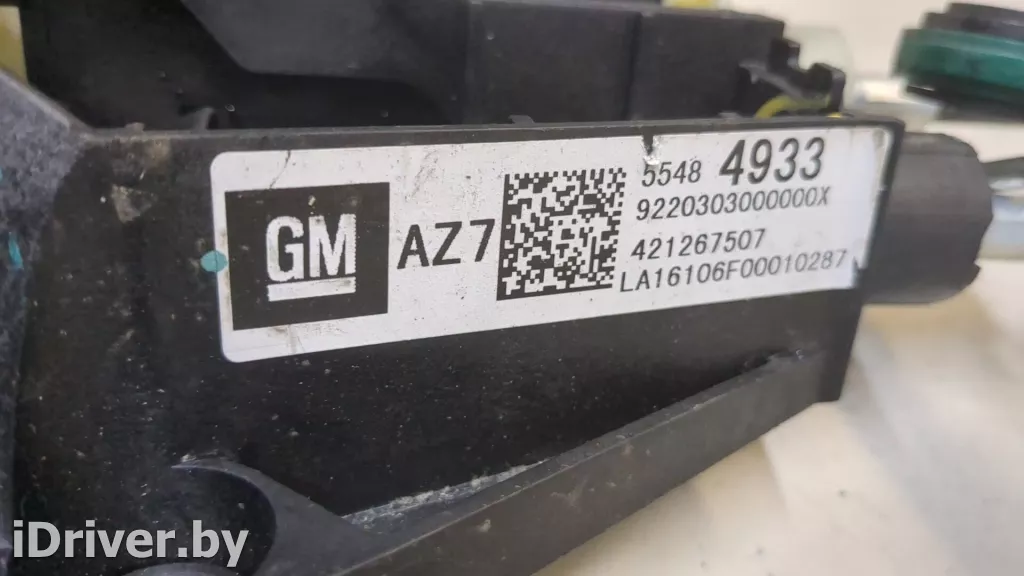 GM
AZ7
5548 4933
9220303000000X
421267507
LA16106F00010287
iDriver.by